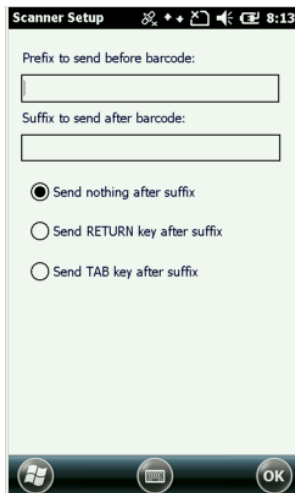 Scanner Setup 8:13
Prefix to send before barcode:
Suffix to send after barcode:
Send nothing after suffix
Send RETURN key after suffix
Send TAB key after suffix
OK